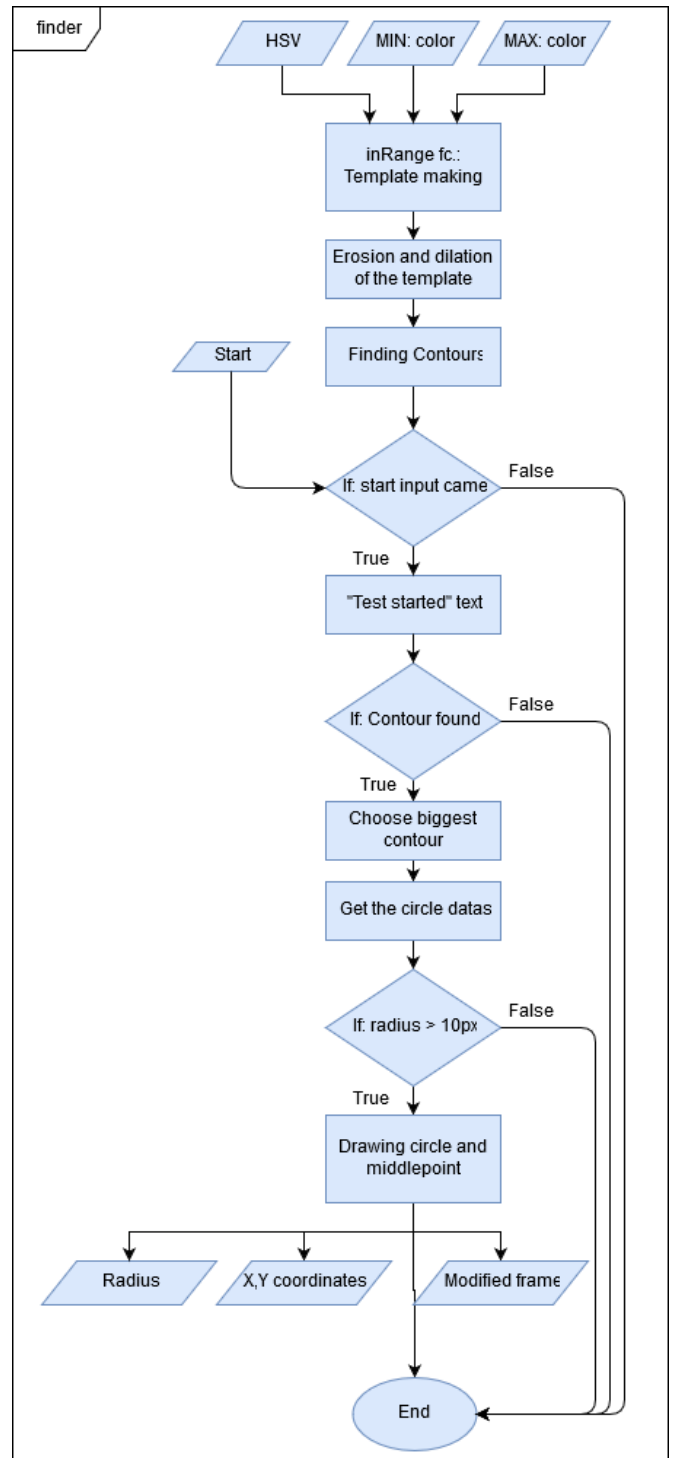 finder
HSV
MIN: color
MAX: color
inRange fc.:
Template making
Erosion and dilation
of the template
Finding Contours
Start
If: start input came
False
True
"Test started" text
If: Contour found
False
True
Choose biggest
contour
Get the circle datas
If: radius > 10px
False
True
Drawing circle and
middlepoint
Radius
X,Y coordinates
Modified frame
End